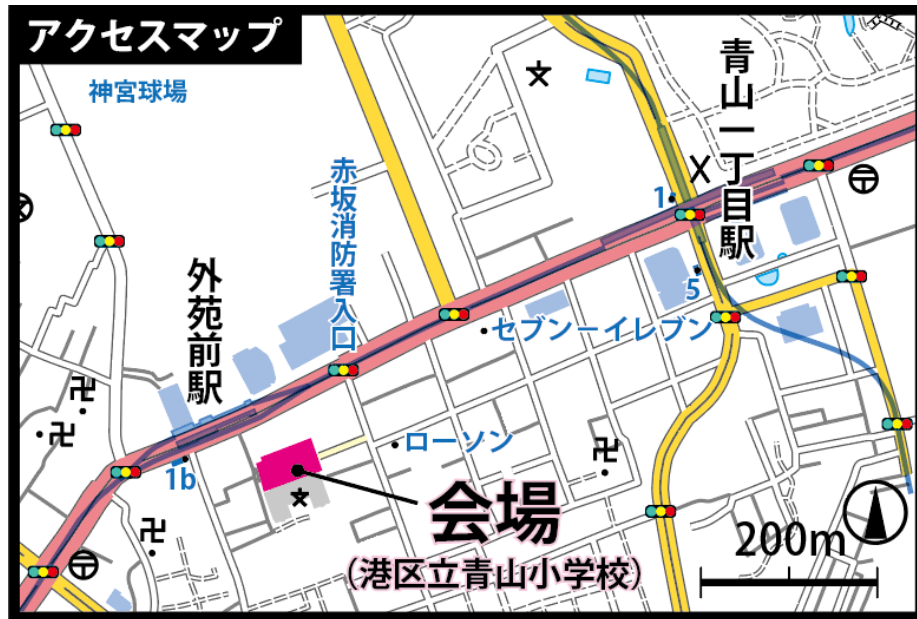 アクセスマップ
神宮球場
青山一丁目駅
赤坂消防署入口
外苑前駅
1
5
セブン－イレブン
ローソン
1b
会場
(港区立青山小学校)
200m